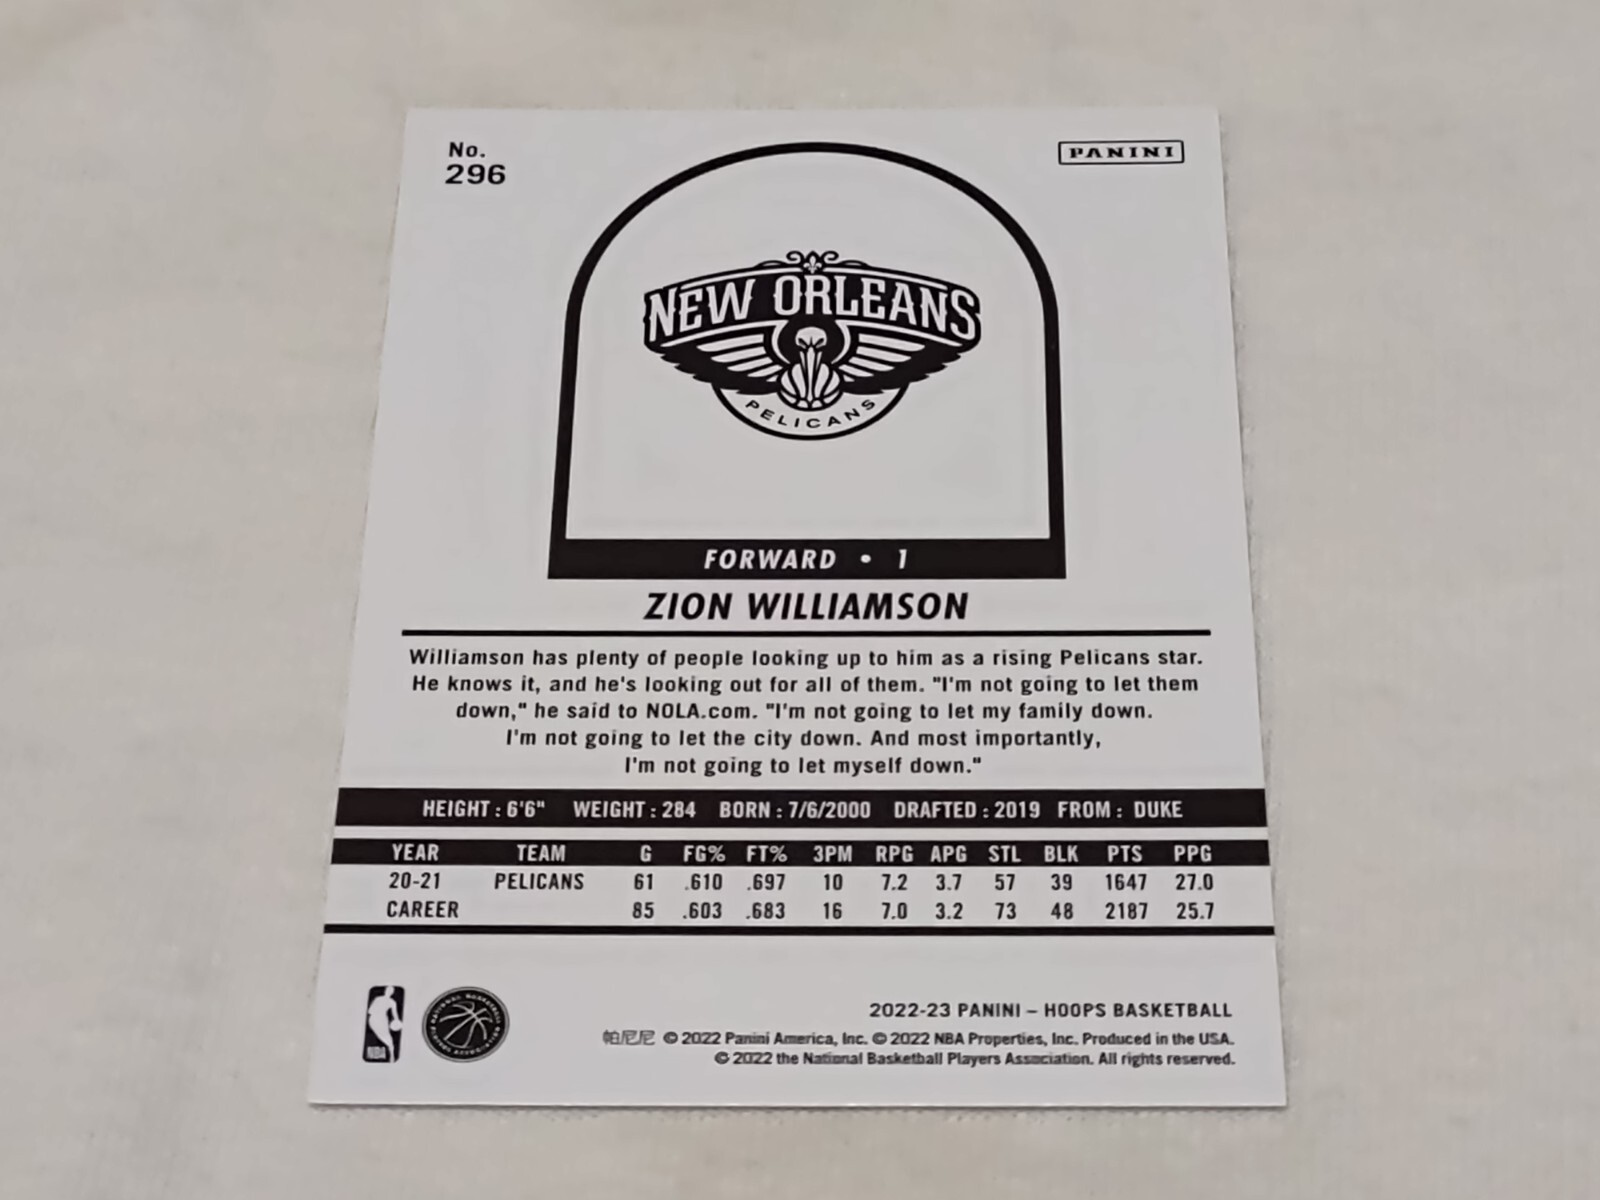 No.
296
PANINI
NEW ORLEANS
PELICANS
FORWARD • 1
ZION WILLIAMSON
Williamson has plenty of people looking up to him as a rising Pelicans star.
He knows it, and he's looking out for all of them. "I'm not going to let them
down," he said to NOLA.com. "I'm not going to let my family down.
I'm not going to let the city down. And most importantly,
I'm not going to let myself down."
HEIGHT : 6'6" WEIGHT : 284 BORN : 7/6/2000 DRAFTED : 2019 FROM : DUKE
YEAR TEAM G FG% FT% 3PM RPG APG STL BLK PTS PPG
20-21 PELICANS 61 .610 .697 10 7.2 3.7 57 39 1647 27.0
CAREER 85 .603 .683 16 7.0 3.2 73 48 2187 25.7
NBA
2022-23 PANINI – HOOPS BASKETBALL
帕尼尼 © 2022 Panini America, Inc. © 2022 NBA Properties, Inc. Produced in the USA.
© 2022 the National Basketball Players Association. All rights reserved.